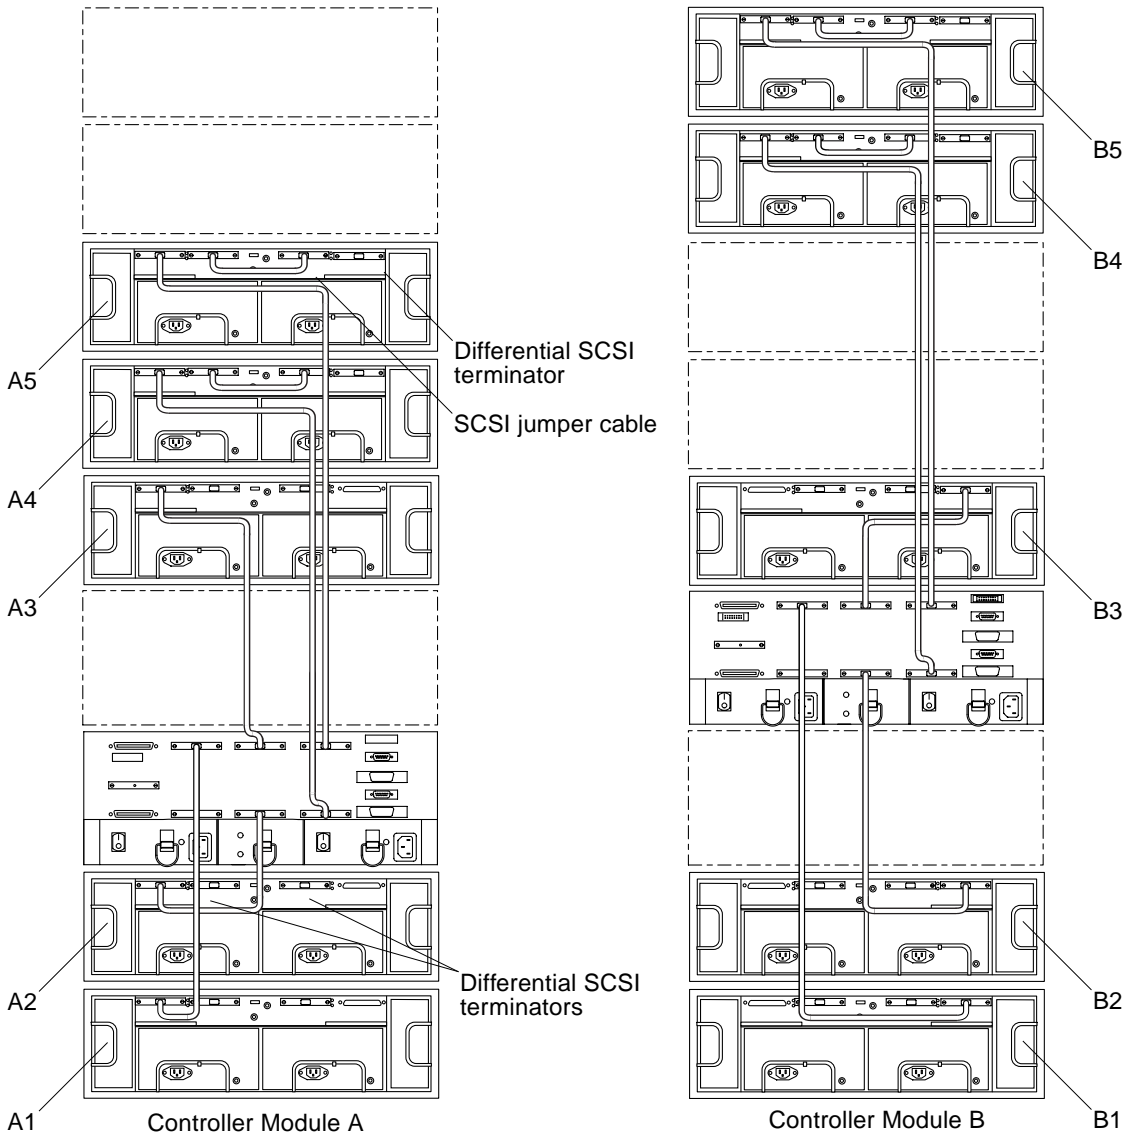 B5
B4
Differential SCSI
terminator
A5
SCSI jumper cable
A4
A3
B3
Differential SCSI
terminators
A2
B2
A1
Controller Module A
Controller Module B
B1